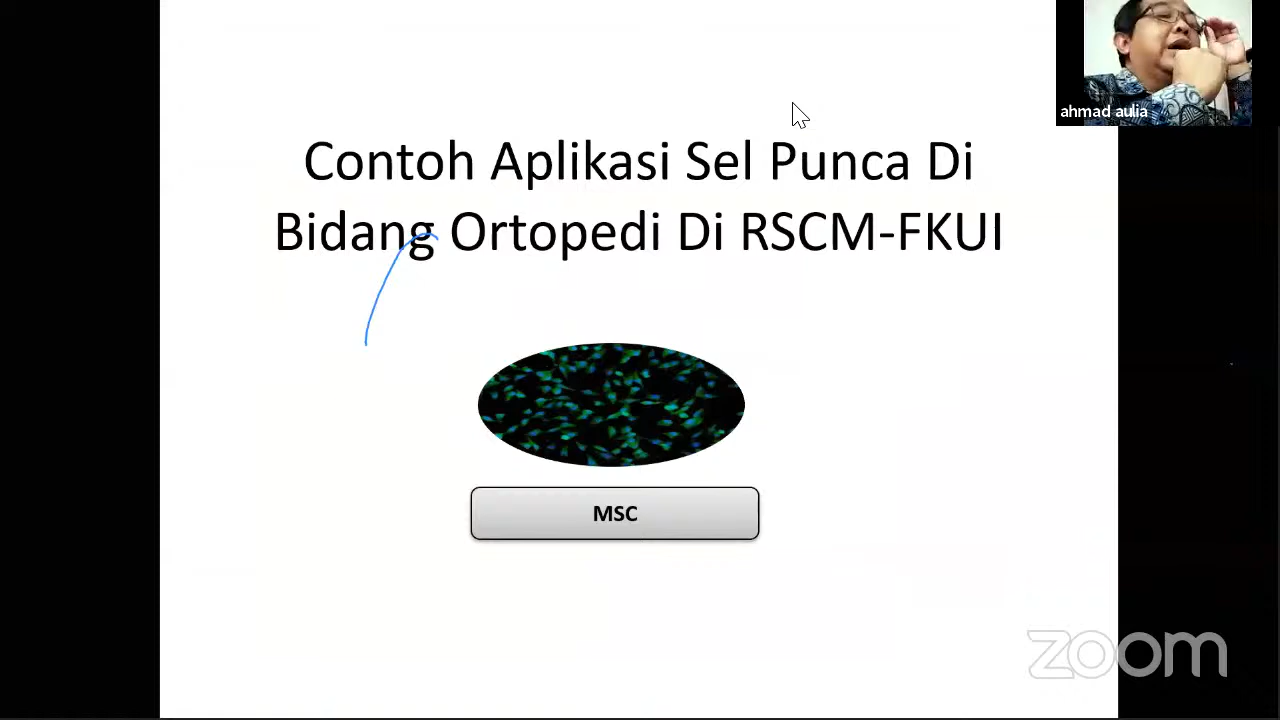 ahmad aulia
Contoh Aplikasi Sel Punca Di
Bidang Ortopedi Di RSCM-FKUI
MSC
zoom